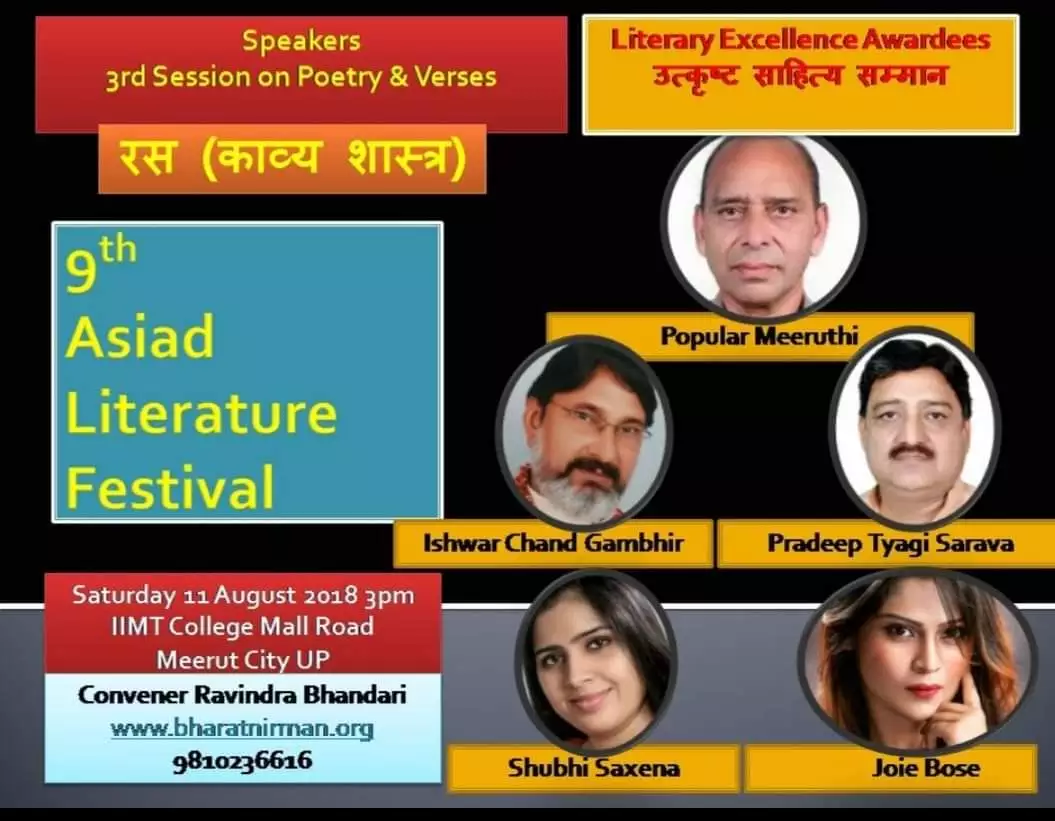 Speakers
3rd Session on Poetry & Verses
Literary Excellence Awardees
उत्कृष्ट साहित्य सम्मान
रस (काव्य शास्त्र)
9th
Asiad
Literature
Festival
Popular Meeruthi
Ishwar Chand Gambhir
Pradeep Tyagi Sarava
Saturday 11 August 2018 3pm
IIMT College Mall Road
Meerut City UP
Convener Ravindra Bhandari
www.bharatnirman.org
9810236616
Shubhi Saxena
Joie Bose